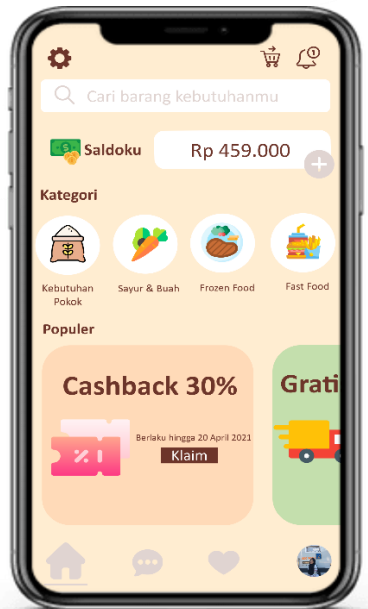 1
Cari barang kebutuhanmu
Saldoku
Rp 459.000
Kategori
Kebutuhan
Pokok
Sayur & Buah
Frozen Food
Fast Food
Populer
Cashback 30%
Berlaku hingga 20 April 2021
Klaim
Grati